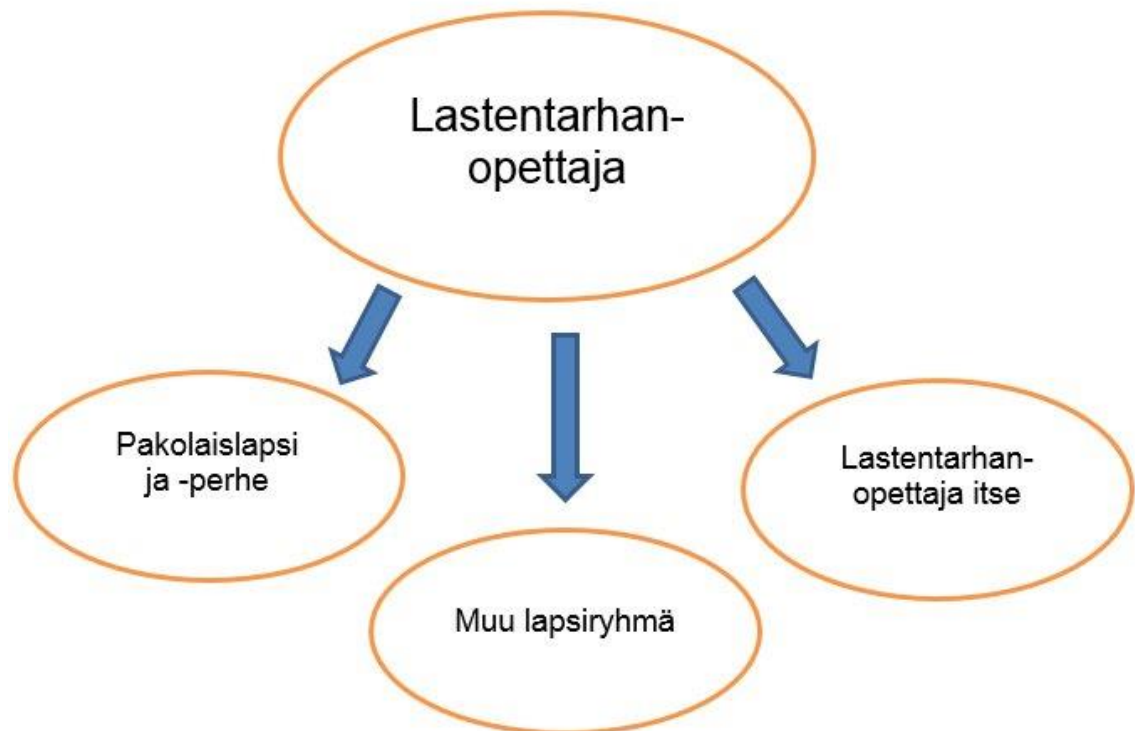 Lastentarhan-
opettaja
Pakolaislapsi
ja -perhe
Lastentarhan-
opettaja itse
Muu lapsiryhmä